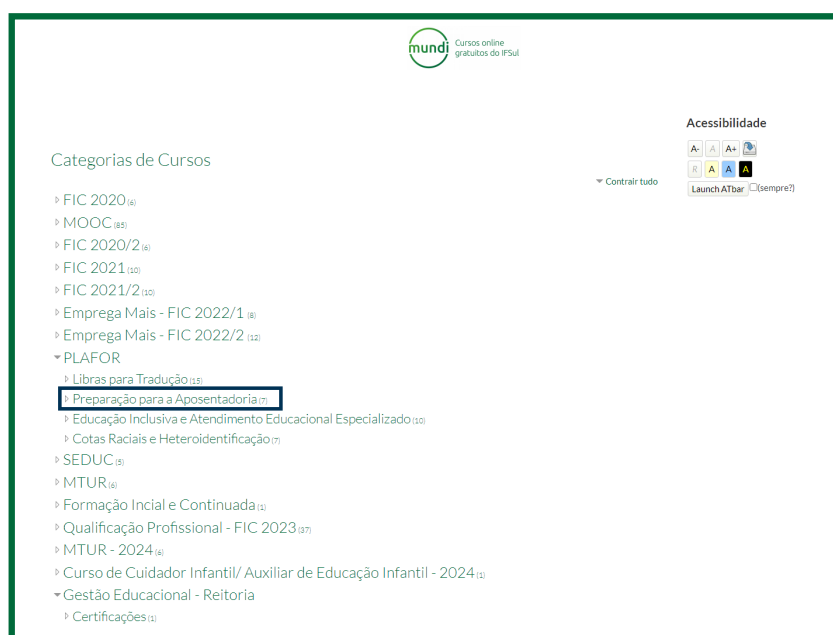 mundi
Cursos online
gratuitos do IFSul
Acessibilidade
A- A A+
R A A A
Launch ATbar (sempre?)
Categorias de Cursos
Contrair tudo
FIC 2020 (6)
MOOC (85)
FIC 2020/2 (6)
FIC 2021 (10)
FIC 2021/2 (10)
Emprega Mais - FIC 2022/1 (8)
Emprega Mais - FIC 2022/2 (12)
PLAFOR
Libras para Tradução (15)
Preparação para a Aposentadoria (7)
Educação Inclusiva e Atendimento Educacional Especializado (10)
Cotas Raciais e Heteroidentificação (7)
SEDUC (5)
MTUR (6)
Formação Incial e Continuada (1)
Qualificação Profissional - FIC 2023 (37)
MTUR - 2024 (6)
Curso de Cuidador Infantil/ Auxiliar de Educação Infantil - 2024 (1)
Gestão Educacional - Reitoria
Certificações (1)